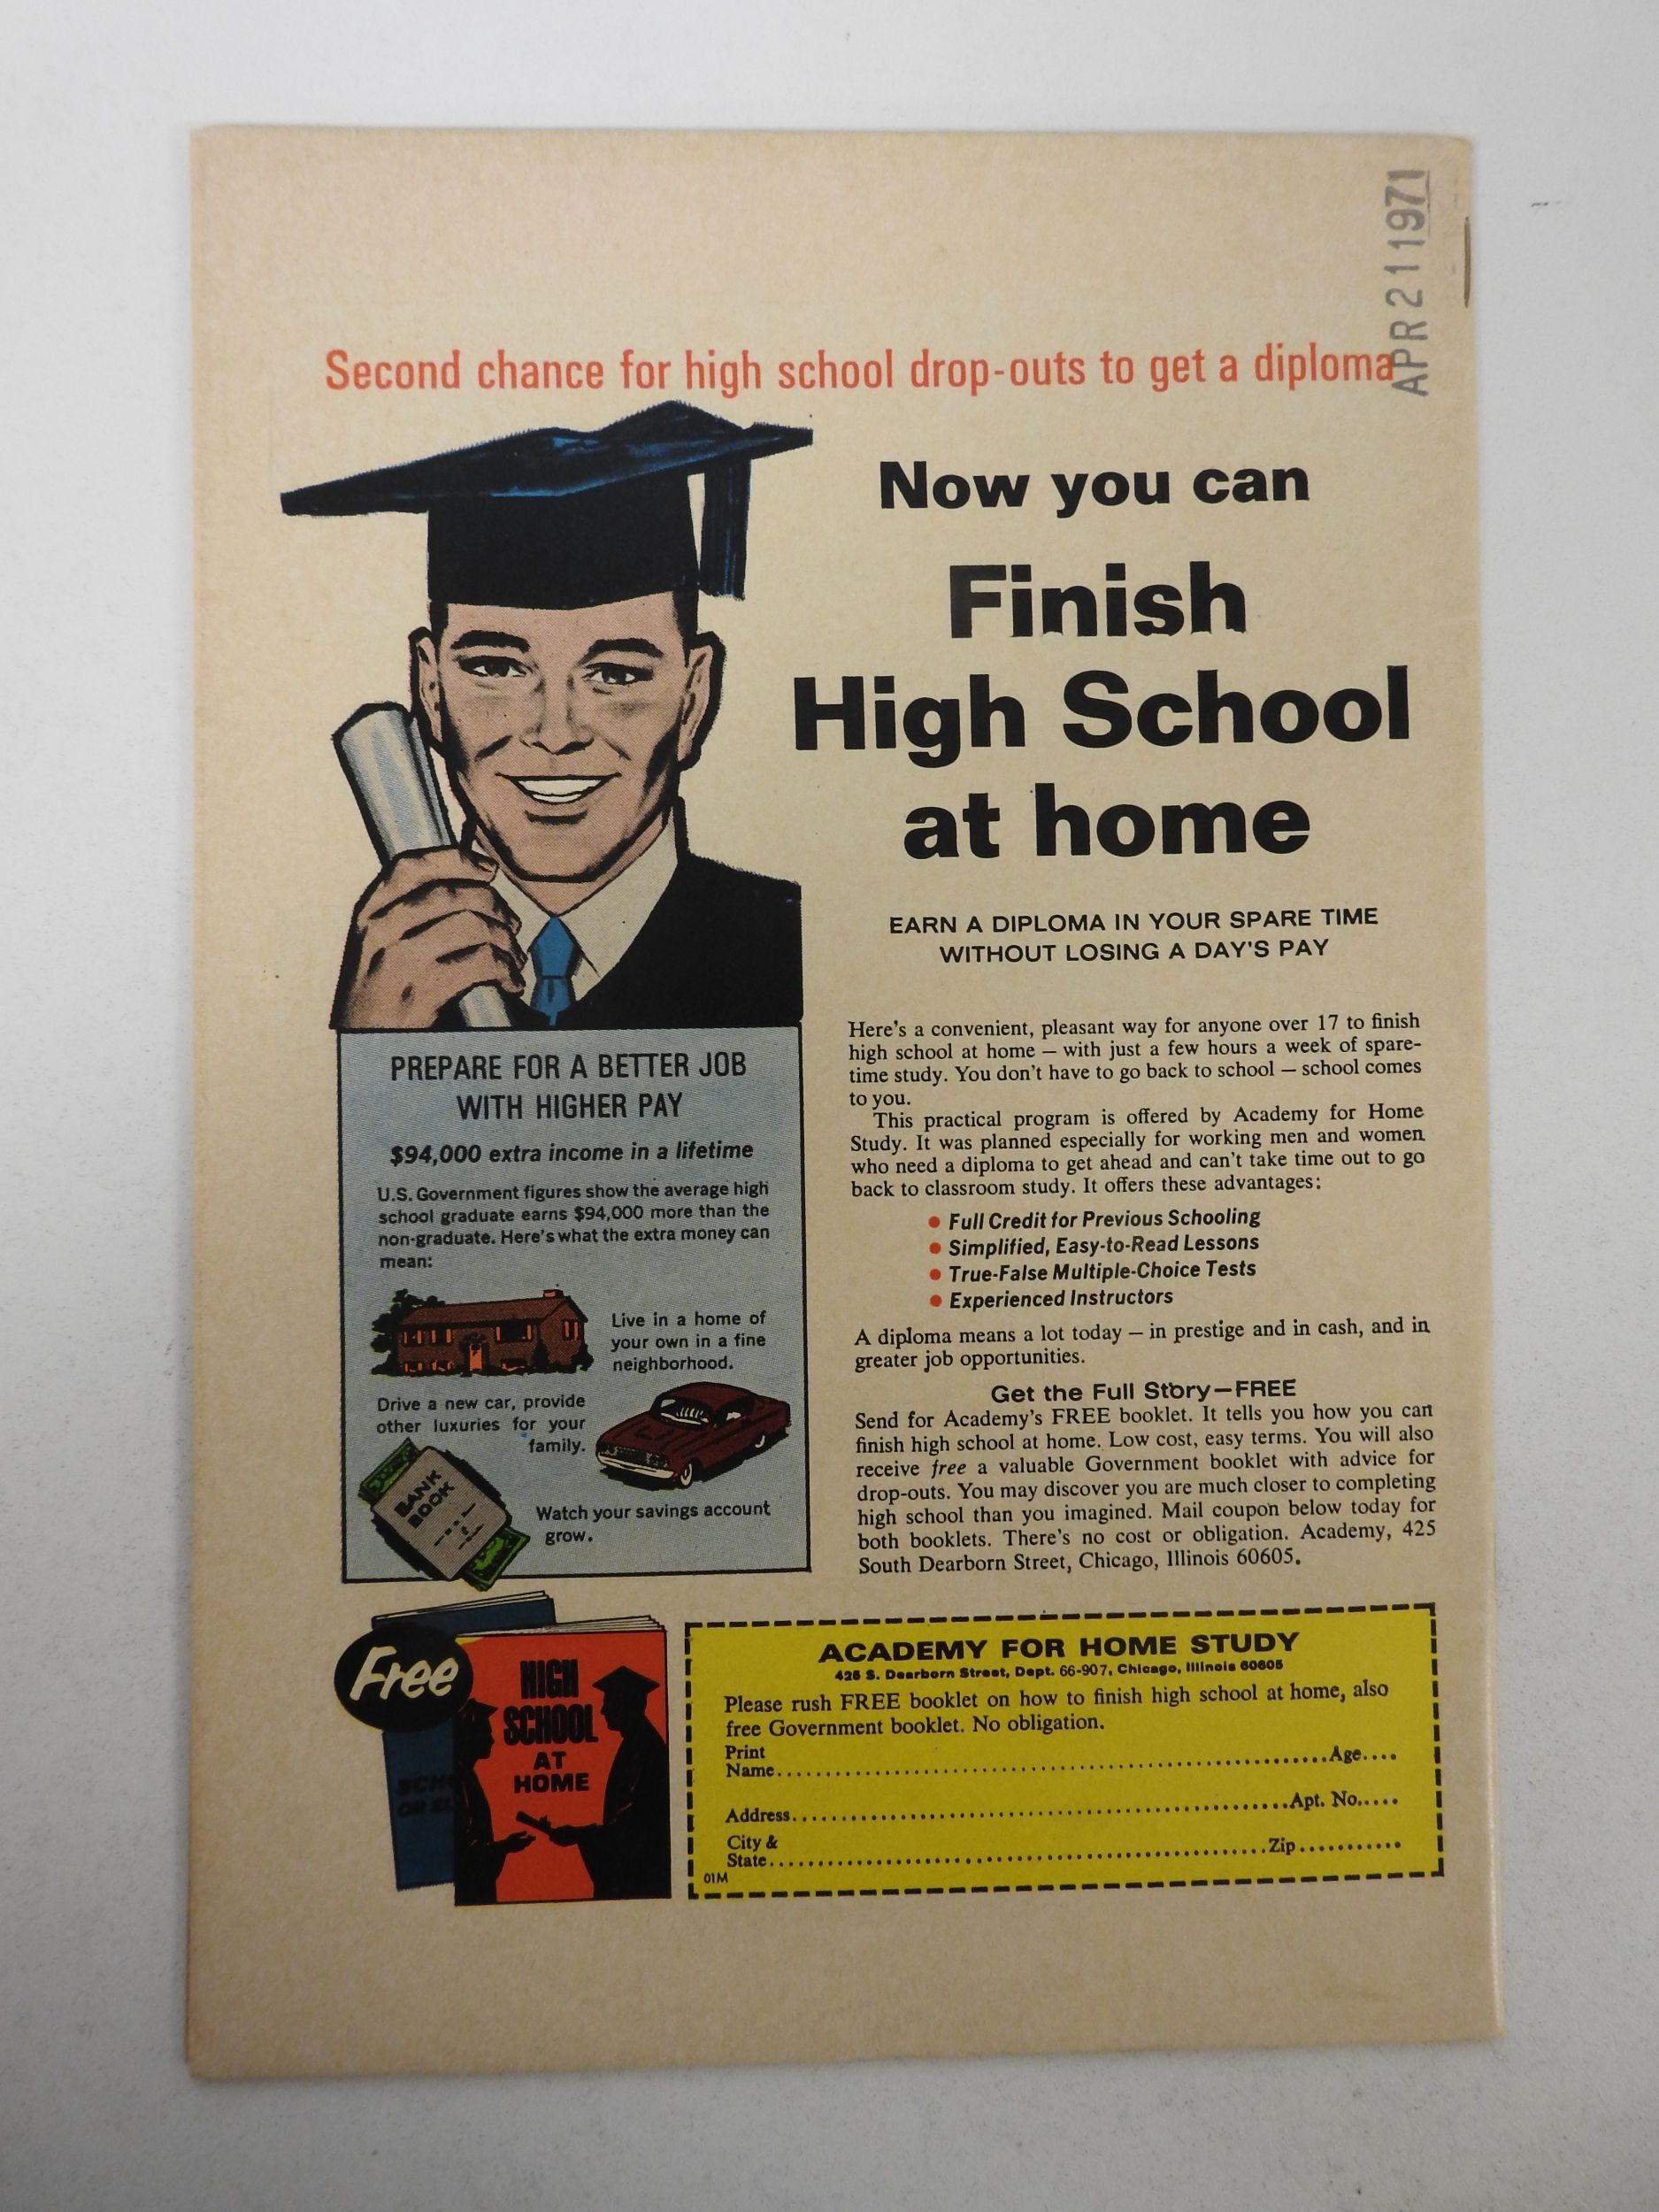 APR 21 1971
Second chance for high school drop-outs to get a diploma
Now you can
Finish
High School
at home
EARN A DIPLOMA IN YOUR SPARE TIME
WITHOUT LOSING A DAY'S PAY
Here's a convenient, pleasant way for anyone over 17 to finish
high school at home — with just a few hours a week of spare-
time study. You don't have to go back to school — school comes
to you.
This practical program is offered by Academy for Home
Study. It was planned especially for working men and women
who need a diploma to get ahead and can't take time out to go
back to classroom study. It offers these advantages:
• Full Credit for Previous Schooling
• Simplified, Easy-to-Read Lessons
• True-False Multiple-Choice Tests
• Experienced Instructors
A diploma means a lot today — in prestige and in cash, and in
greater job opportunities.
Get the Full Story—FREE
Send for Academy's FREE booklet. It tells you how you can
finish high school at home. Low cost, easy terms. You will also
receive free a valuable Government booklet with advice for
drop-outs. You may discover you are much closer to completing
high school than you imagined. Mail coupon below today for
both booklets. There's no cost or obligation. Academy, 425
South Dearborn Street, Chicago, Illinois 60605.
PREPARE FOR A BETTER JOB
WITH HIGHER PAY
$94,000 extra income in a lifetime
U.S. Government figures show the average high
school graduate earns $94,000 more than the
non-graduate. Here's what the extra money can
mean:
Live in a home of
your own in a fine
neighborhood.
Drive a new car, provide
other luxuries for your
family.
BANK
BOOK
Watch your savings account
grow.
Free
HIGH
SCHOOL
AT
HOME
SCHO
OR EL
ACADEMY FOR HOME STUDY
425 S. Dearborn Street, Dept. 66-907, Chicago, Illinois 60605
Please rush FREE booklet on how to finish high school at home, also
free Government booklet. No obligation.
Print
Name..........Age....
Address..........Apt. No.....
City &
State..........Zip..........
01M